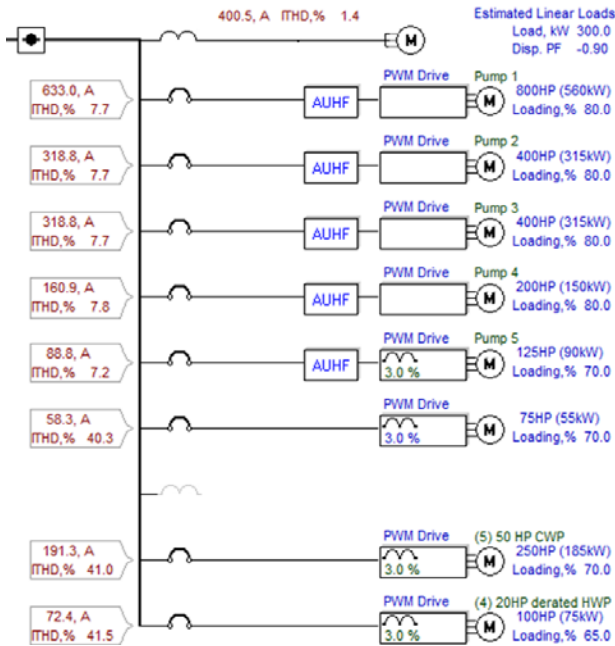 400.5, A ITHD,% 1.4
M
Estimated Linear Loads
Load, kW 300.0
Disp. PF -0.90
633.0, A
ITHD,% 7.7
AUHF
PWM Drive
Pump 1
M
800HP (560kW)
Loading,% 80.0
318.8, A
ITHD,% 7.7
AUHF
PWM Drive
Pump 2
M
400HP (315kW)
Loading,% 80.0
318.8, A
ITHD,% 7.7
AUHF
PWM Drive
Pump 3
M
400HP (315kW)
Loading,% 80.0
160.9, A
ITHD,% 7.8
AUHF
PWM Drive
Pump 4
M
200HP (150kW)
Loading,% 80.0
88.8, A
ITHD,% 7.2
AUHF
PWM Drive
3.0 %
Pump 5
M
125HP (90kW)
Loading,% 70.0
58.3, A
ITHD,% 40.3
PWM Drive
3.0 %
M
75HP (55kW)
Loading,% 70.0
191.3, A
ITHD,% 41.0
PWM Drive
3.0 %
(5) 50 HP CWP
M
250HP (185kW)
Loading,% 70.0
72.4, A
ITHD,% 41.5
PWM Drive
3.0 %
(4) 20HP derated HWP
M
100HP (75kW)
Loading,% 65.0